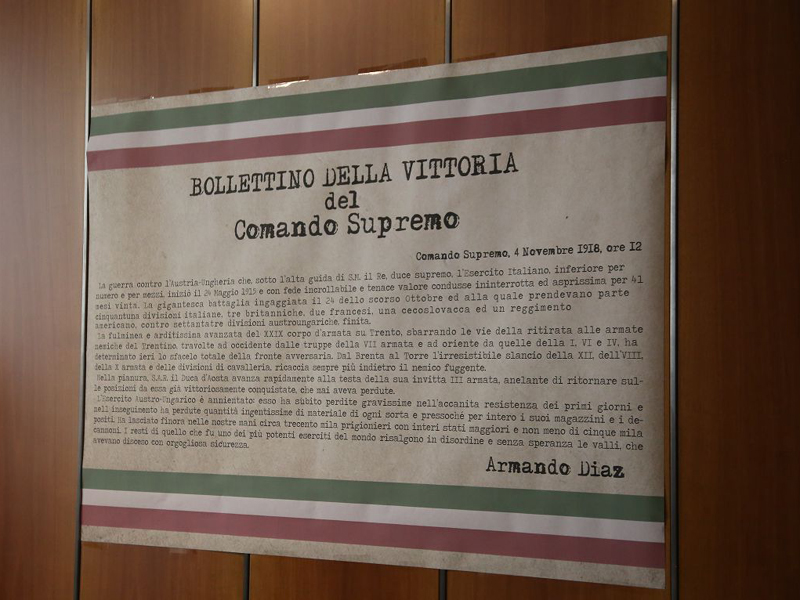 BOLLETTINO DELLA VITTORIA
del
Comando Supremo
Comando Supremo, 4 Novembre 1918, ore 12
La guerra contro l'Austria-Ungheria che, sotto l'alta guida di S.M. il Re, duce supremo, l'Esercito Italiano, inferiore per
numero e per mezzi, iniziò il 24 Maggio 1915 e con fede incrollabile e tenace valore condusse ininterrotta ed asprissima per 41
mesi vinta. La gigantesca battaglia ingaggiata il 24 dello scorso Ottobre ed alla quale prendevano parte
cinquantuna divisioni italiane, tre britanniche, due francesi, una cecoslovacca ed un reggimento
americano, contro settantatre divisioni austroungariche, finita.
La fulminea e arditissima avanzata del XXIX corpo d'armata su Trento, sbarrando le vie della ritirata alle armate
nemiche del Trentino, travolte ad occidente dalle truppe della VII armata e ad oriente da quelle della I, VI e IV, ha
determinato ieri lo sfacelo totale della fronte avversaria. Dal Brenta al Torre l'irresistibile slancio della XII, dell'VIII,
della X armata e delle divisioni di cavalleria, ricaccia sempre più indietro il nemico fuggente.
Nella pianura, S.A.R. il Duca d'Aosta avanza rapidamente alla testa della sua invitta III armata, anelante di ritornare sul-
le posizioni da essa già vittoriosamente conquistate, che mai aveva perdute.
L'Esercito Austro-Ungarico è annientato: esso ha subito perdite gravissime nell'accanita resistenza dei primi giorni e
nell'inseguimento ha perdute quantità ingentissime di materiale di ogni sorta e pressoché per intero i suoi magazzini e i de-
positi. Ha lasciato finora nelle nostre mani circa trecento mila prigionieri con interi stati maggiori e non meno di cinque mila
cannoni. I resti di quello che fu uno dei più potenti eserciti del mondo risalgono in disordine e senza speranza le valli, che
avevano disceso con orgogliosa sicurezza.
Armando Diaz